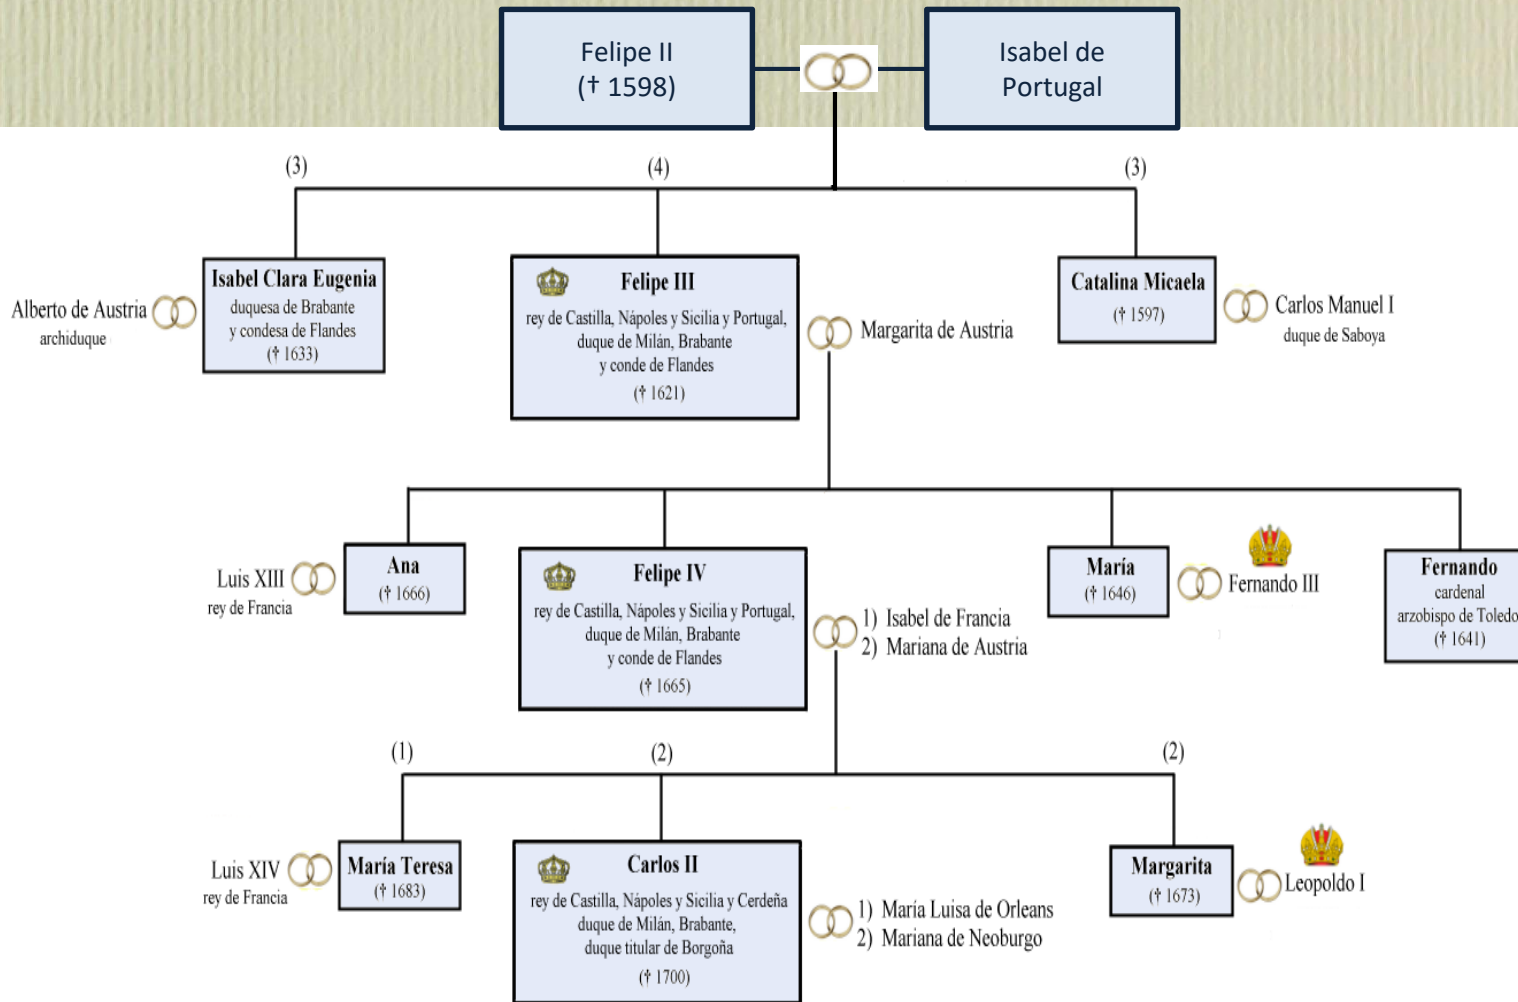 Felipe II
(† 1598)
Isabel de
Portugal
(3)
(4)
(3)
Alberto de Austria
archiduque
Isabel Clara Eugenia
duquesa de Brabante
y condesa de Flandes
(† 1633)
Felipe III
rey de Castilla, Nápoles y Sicilia y Portugal,
duque de Milán, Brabante
y conde de Flandes
(† 1621)
Margarita de Austria
Catalina Micaela
(† 1597)
Carlos Manuel I
duque de Saboya
Luis XIII
rey de Francia
Ana
(† 1666)
Felipe IV
rey de Castilla, Nápoles y Sicilia y Portugal,
duque de Milán, Brabante
y conde de Flandes
(† 1665)
1) Isabel de Francia
2) Mariana de Austria
María
(† 1646)
Fernando III
Fernando
cardenal
arzobispo de Toledo
(† 1641)
(1)
(2)
(2)
Luis XIV
rey de Francia
María Teresa
(† 1683)
Carlos II
rey de Castilla, Nápoles y Sicilia y Cerdeña
duque de Milán, Brabante,
duque titular de Borgoña
(† 1700)
1) María Luisa de Orleans
2) Mariana de Neoburgo
Margarita
(† 1673)
Leopoldo I